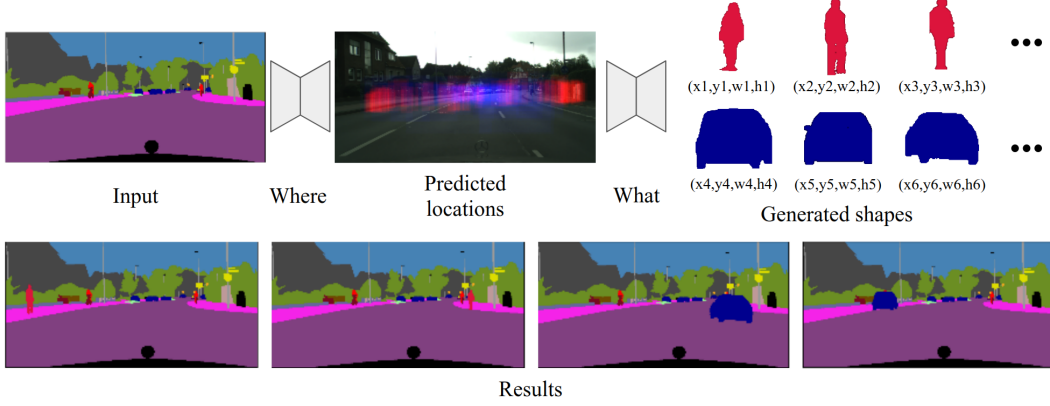 (x1,y1,w1,h1) (x2,y2,w2,h2) (x3,y3,w3,h3)
(x4,y4,w4,h4) (x5,y5,w5,h5) (x6,y6,w6,h6)
Input
Where
Predicted
locations
What
Generated shapes
Results